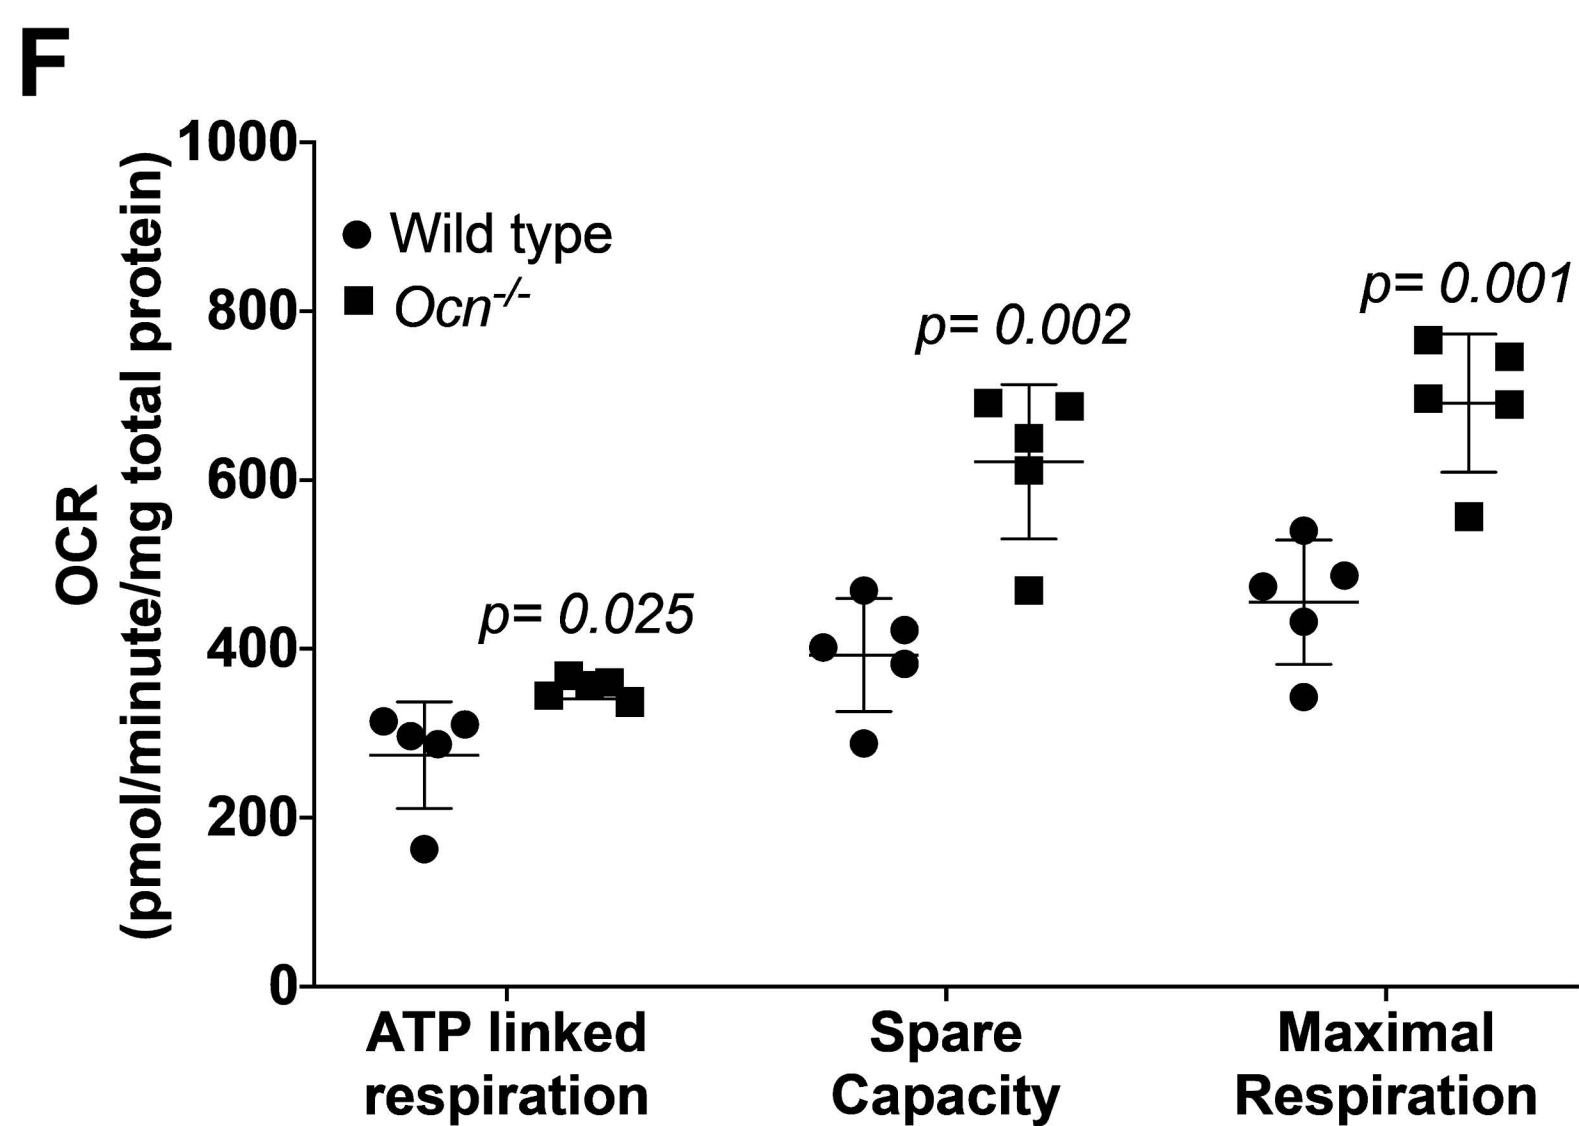 F
OCR
(pmol/minute/mg total protein)
1000
800
600
400
200
0
Wild type
Ocn-/-
p= 0.025
p= 0.002
p= 0.001
ATP linked
respiration
Spare
Capacity
Maximal
Respiration